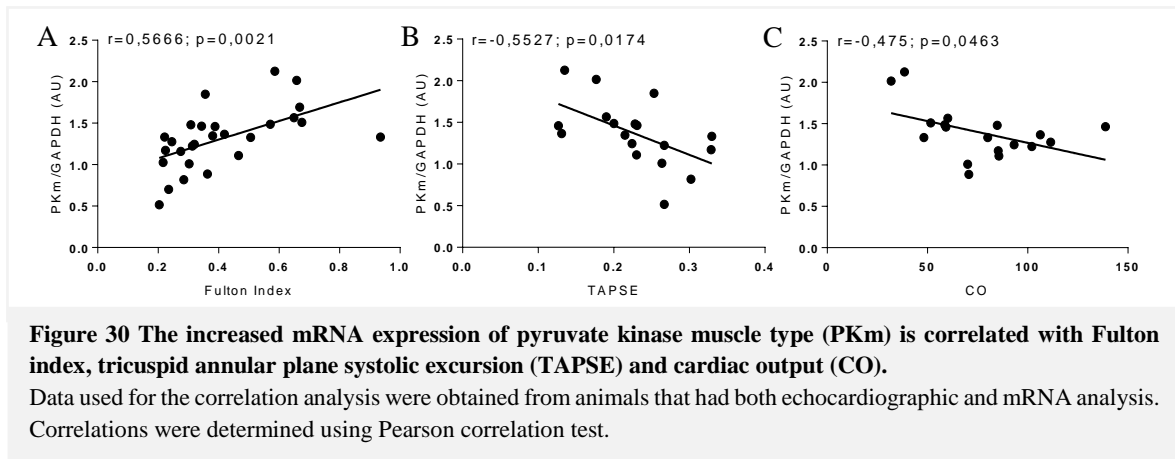 A
r=0,5666; p=0,0021
PKm/GAPDH (AU)
2.5
2.0
1.5
1.0
0.5
0.0
0.0 0.2 0.4 0.6 0.8 1.0
Fulton Index
B
r=-0,5527; p=0,0174
PKm/GAPDH (AU)
2.5
2.0
1.5
1.0
0.5
0.0
0.0 0.1 0.2 0.3 0.4
TAPSE
C
r=-0,475; p=0,0463
PKm/GAPDH (AU)
2.5
2.0
1.5
1.0
0.5
0.0
0 50 100 150
CO
Figure 30 The increased mRNA expression of pyruvate kinase muscle type (PKm) is correlated with Fulton
index, tricuspid annular plane systolic excursion (TAPSE) and cardiac output (CO).
Data used for the correlation analysis were obtained from animals that had both echocardiographic and mRNA analysis.
Correlations were determined using Pearson correlation test.